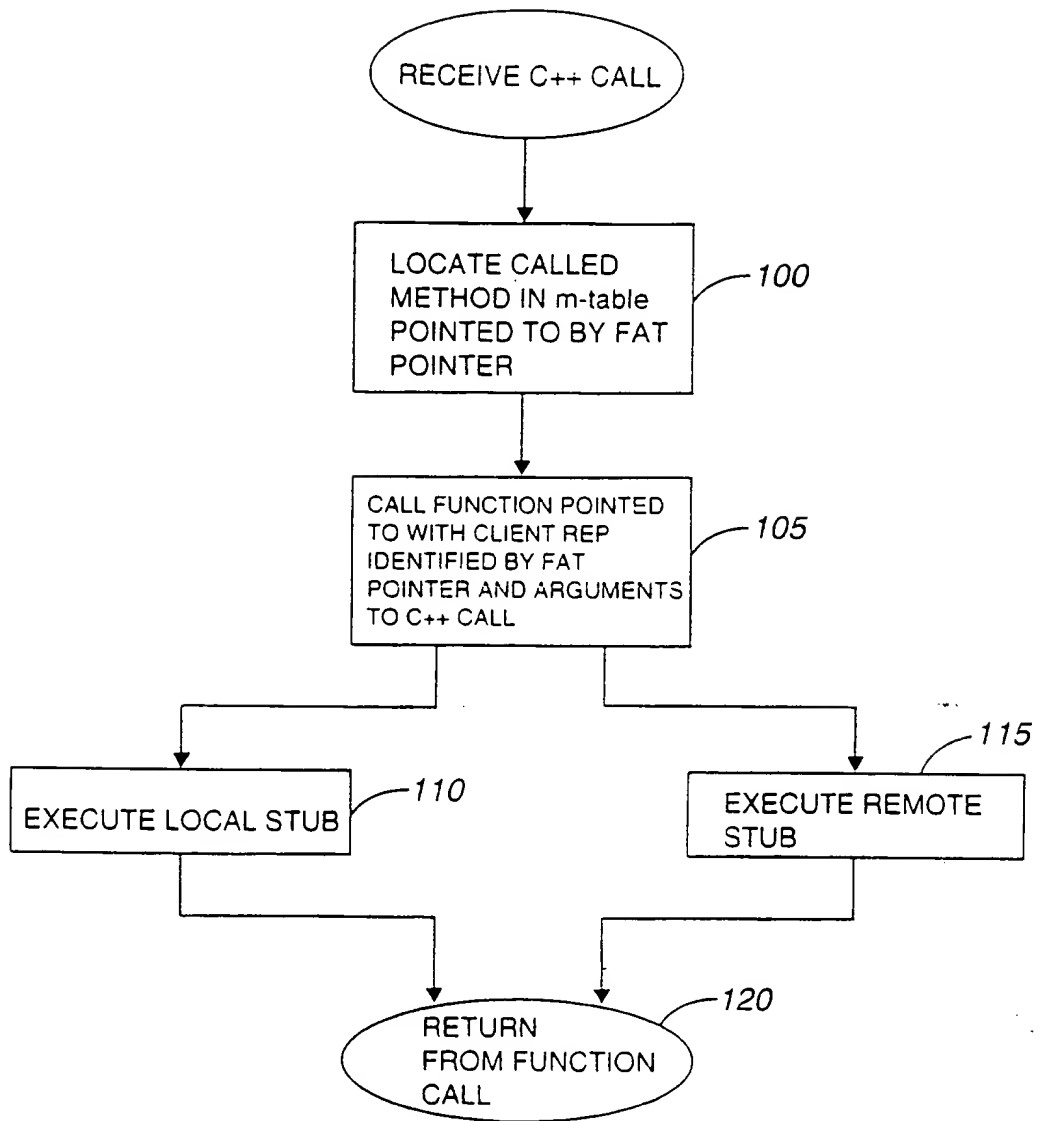 RECEIVE C++ CALL
LOCATE CALLED
METHOD IN m-table
POINTED TO BY FAT
POINTER
100
CALL FUNCTION POINTED
TO WITH CLIENT REP
IDENTIFIED BY FAT
POINTER AND ARGUMENTS
TO C++ CALL
105
EXECUTE LOCAL STUB
110
EXECUTE REMOTE
STUB
115
RETURN
FROM FUNCTION
CALL
120